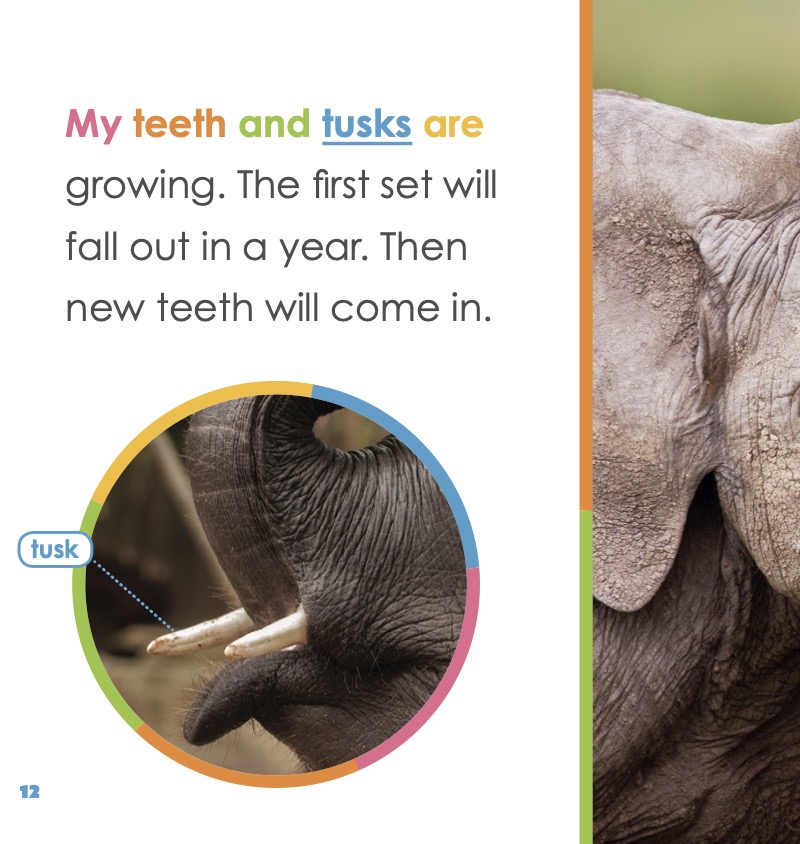 My teeth and tusks are
growing. The first set will
fall out in a year. Then
new teeth will come in.
tusk
12